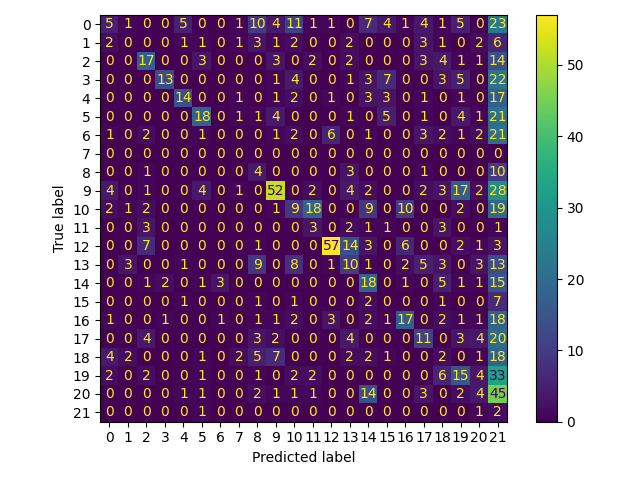 0 5 1 0 0 5 0 0 1 10 4 11 1 1 0 7 4 1 4 1 5 0 23
1 2 0 0 0 1 1 0 1 3 1 2 0 0 2 0 0 0 3 1 0 2 6
2 0 0 17 0 0 3 0 0 0 3 0 2 0 2 0 0 0 3 4 1 1 14
3 0 0 0 13 0 0 0 0 0 1 4 0 0 1 3 7 0 0 3 5 0 22
4 0 0 0 0 14 0 0 1 0 1 2 0 1 0 3 3 0 1 0 1 0 17
5 0 0 0 0 0 18 0 1 1 4 0 0 0 1 0 5 0 1 0 4 1 21
6 1 0 2 0 0 1 0 0 0 1 2 0 6 0 1 0 0 3 2 1 2 21
7 0 0 0 0 0 0 0 0 0 0 0 0 0 0 0 0 0 0 0 0 0 0
8 0 0 1 0 0 0 0 0 4 0 0 0 0 3 0 0 0 1 0 0 0 10
9 4 0 1 0 0 4 0 1 0 52 0 2 0 4 2 0 0 2 3 17 2 28
10 2 1 2 0 0 0 0 0 0 1 9 18 0 0 9 0 10 0 0 2 0 19
11 0 0 3 0 0 0 0 0 0 0 0 3 0 2 1 1 0 0 3 0 0 1
12 0 0 7 0 0 0 0 0 1 0 0 0 57 14 3 0 6 0 0 2 1 3
13 0 3 0 0 1 0 0 0 9 0 8 0 1 10 1 0 2 5 3 0 3 13
14 0 0 1 2 0 1 3 0 0 0 0 0 0 0 18 0 1 0 5 1 1 15
15 0 0 0 0 1 0 0 0 1 0 1 0 0 0 2 0 0 0 1 0 0 7
16 1 0 0 1 0 0 1 0 1 1 2 0 3 0 2 1 17 0 2 1 1 18
17 0 0 4 0 0 0 0 0 3 2 0 0 0 4 0 0 0 11 0 3 4 20
18 4 2 0 0 0 1 0 2 5 7 0 0 0 2 2 1 0 0 2 0 1 18
19 2 0 2 0 0 1 0 0 1 0 2 2 0 0 0 0 0 0 6 15 4 33
20 0 0 0 0 1 1 0 0 2 1 1 1 0 0 14 0 0 3 0 2 4 45
21 0 0 0 0 0 1 0 0 0 0 0 0 0 0 0 0 0 0 0 0 1 2
0 1 2 3 4 5 6 7 8 9 10 11 12 13 14 15 16 17 18 19 20 21
Predicted label
True label
50
40
30
20
10
0